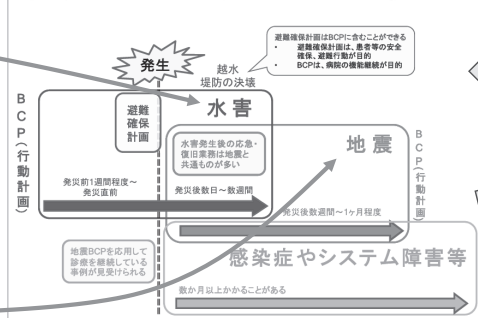 避難確保計画はBCPに含むことができる
・ 避難確保計画は、患者等の安全
確保、避難行動が目的
・ BCPは、病院の機能継続が目的
発生
越水
堤防の決壊
BCP(行動計画)
避難
確保
計画
水害
水害発生後の応急・
復旧業務は地震と
共通ものが多い
地震
BCP(行動計画)
発災前1週間程度～
発災直前
発災後数日～数週間
発災後数週間～1ヶ月程度
地震BCPを応用して
診療を継続している
事例が見受けられる
感染症やシステム障害等
数か月以上かかることがある